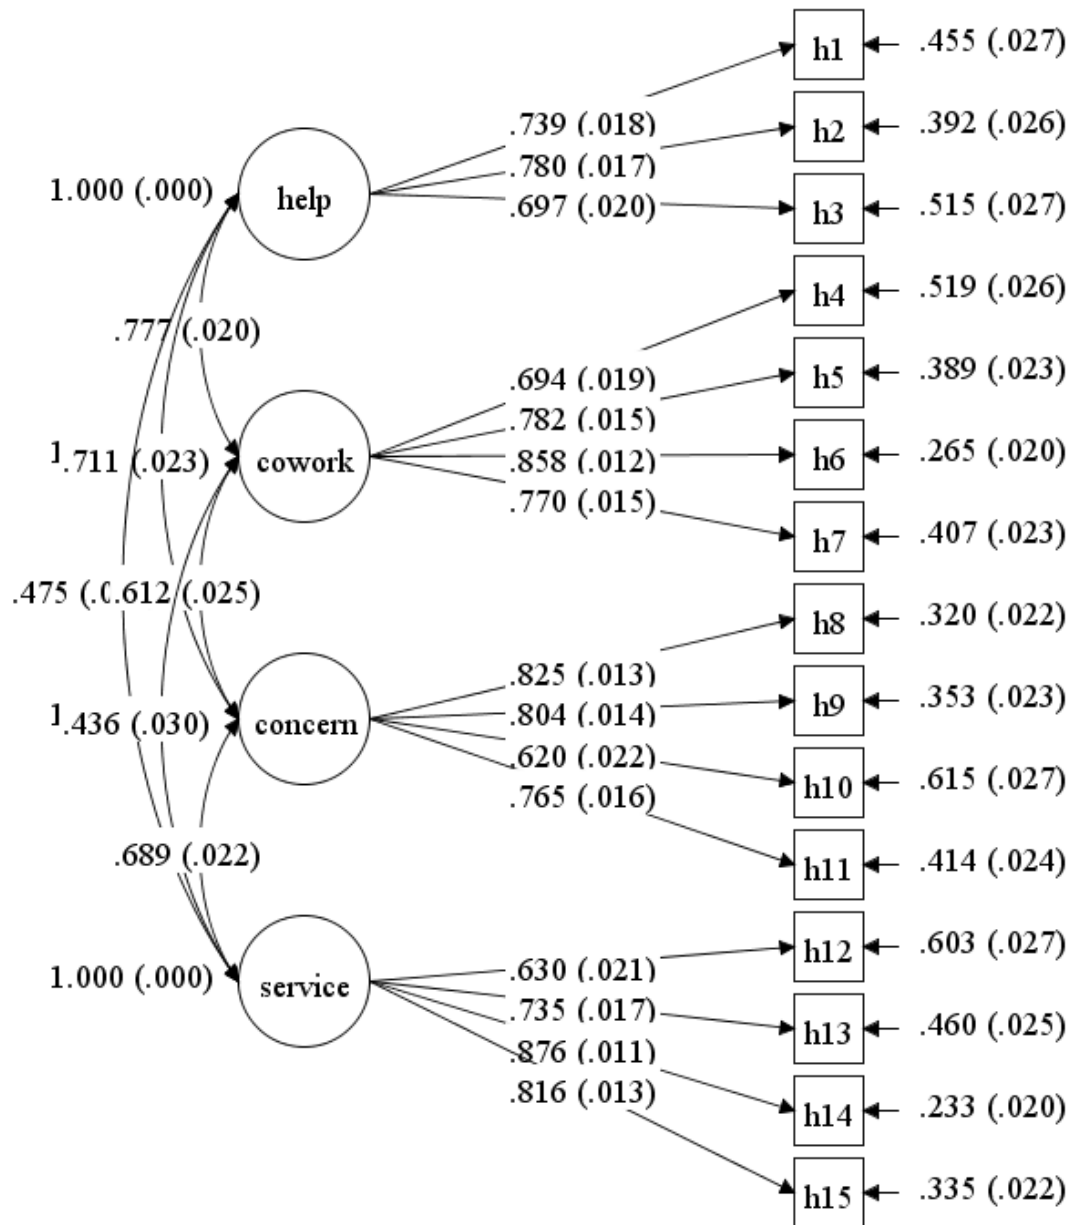 h1
.455 (.027)
.739 (.018)
h2
.392 (.026)
.780 (.017)
1.000 (.000)
help
.697 (.020)
h3
.515 (.027)
h4
.519 (.026)
.777 (.020)
.694 (.019)
h5
.389 (.023)
.782 (.015)
.711 (.023)
cowork
.858 (.012)
h6
.265 (.020)
.770 (.015)
h7
.407 (.023)
.475 (.0
.612 (.025)
h8
.320 (.022)
.825 (.013)
h9
.353 (.023)
.804 (.014)
.436 (.030)
concern
.620 (.022)
h10
.615 (.027)
.765 (.016)
h11
.414 (.024)
.689 (.022)
h12
.603 (.027)
.630 (.021)
1.000 (.000)
service
.735 (.017)
h13
.460 (.025)
.876 (.011)
.816 (.013)
h14
.233 (.020)
h15
.335 (.022)